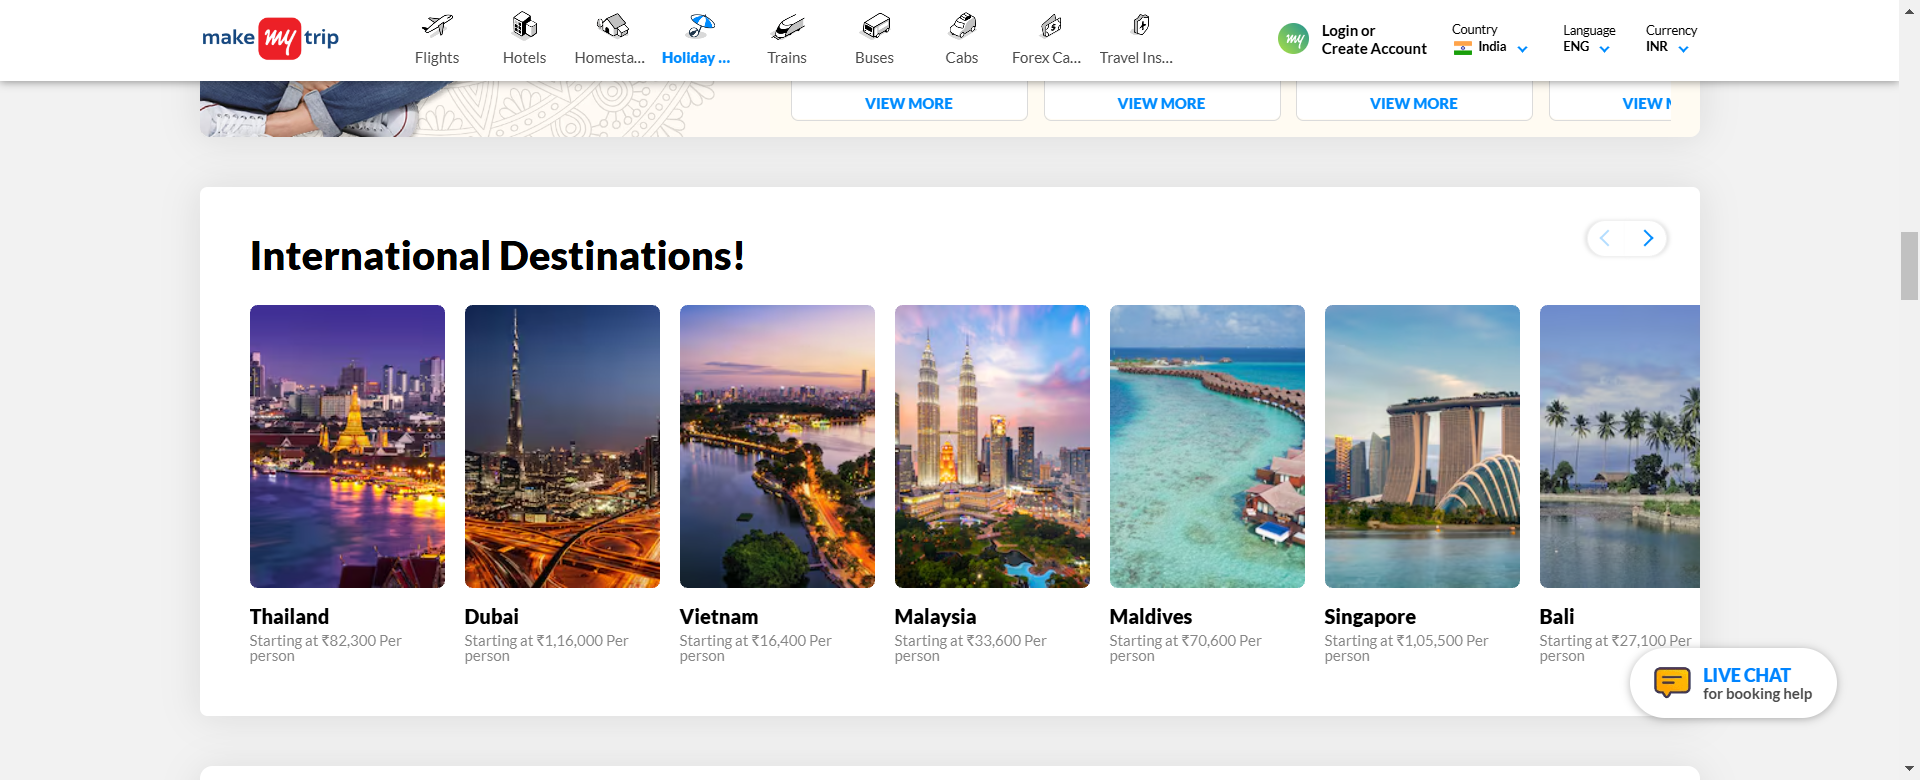 make my trip
Flights
Hotels
Homesta...
Holiday ...
Trains
Buses
Cabs
Forex Ca...
Travel Ins...
my
Login or
Create Account
Country
India
Language
ENG
Currency
INR
VIEW MORE
VIEW MORE
VIEW MORE
VIEW M
International Destinations!
Thailand
Starting at ₹82,300 Per
person
Dubai
Starting at ₹1,16,000 Per
person
Vietnam
Starting at ₹16,400 Per
person
Malaysia
Starting at ₹33,600 Per
person
Maldives
Starting at ₹70,600 Per
person
Singapore
Starting at ₹1,05,500 Per
person
Bali
Starting at ₹27,100 Per
person
LIVE CHAT
for booking help